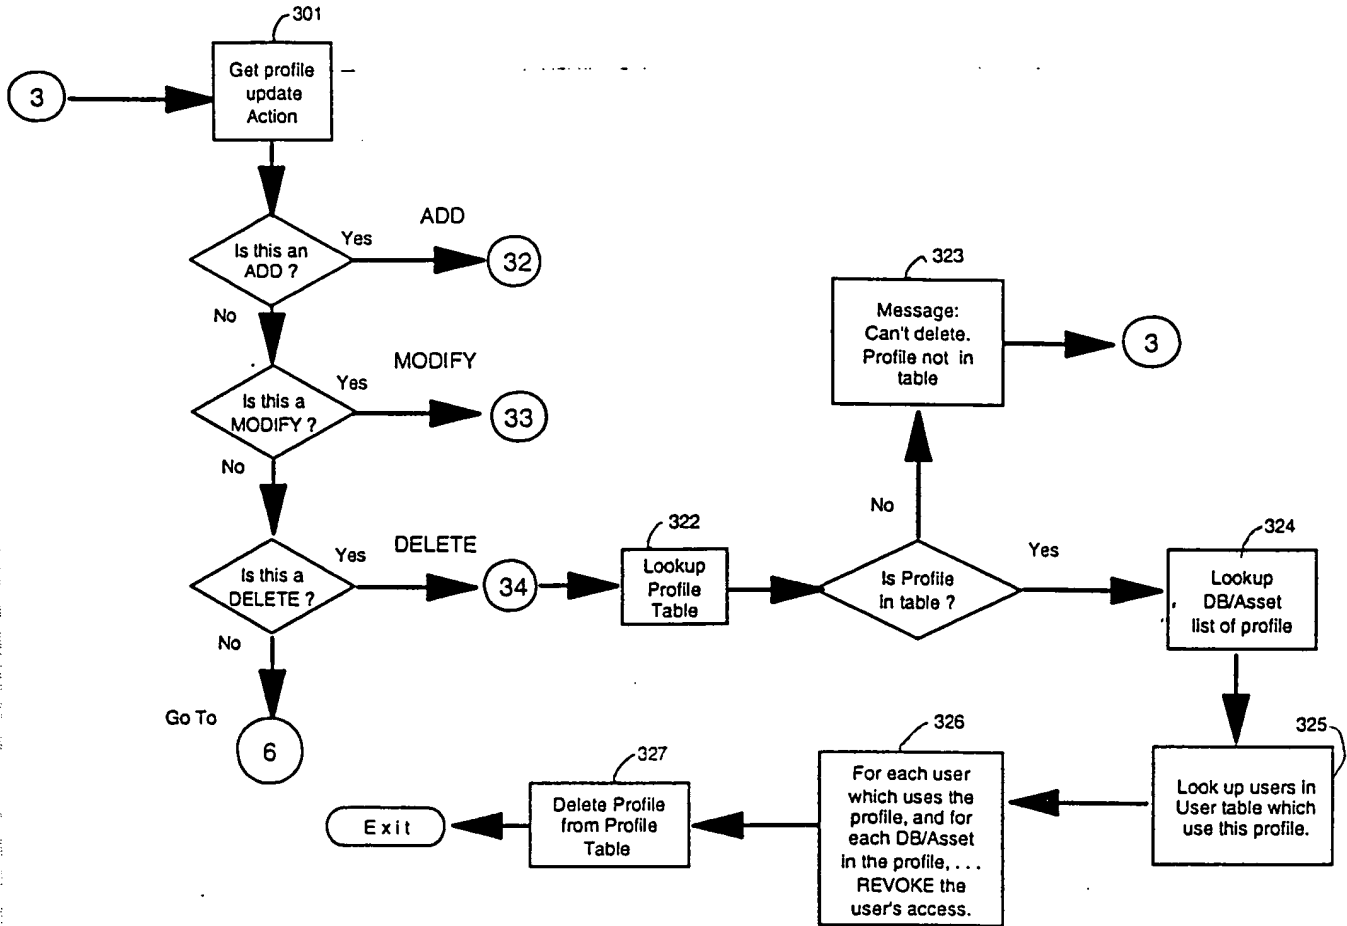 301
Get profile
update
Action
3
Is this an
ADD ?
Yes
ADD
32
No
Is this a
MODIFY ?
Yes
MODIFY
33
No
Is this a
DELETE ?
Yes
DELETE
34
No
Go To
6
322
Lookup
Profile
Table
Is Profile
in table ?
No
323
Message:
Can't delete.
Profile not in
table
3
Yes
324
Lookup
DB/Asset
list of profile
325
Look up users in
User table which
use this profile.
326
For each user
which uses the
profile, and for
each DB/Asset
in the profile, . . .
REVOKE the
user's access.
327
Delete Profile
from Profile
Table
Exit